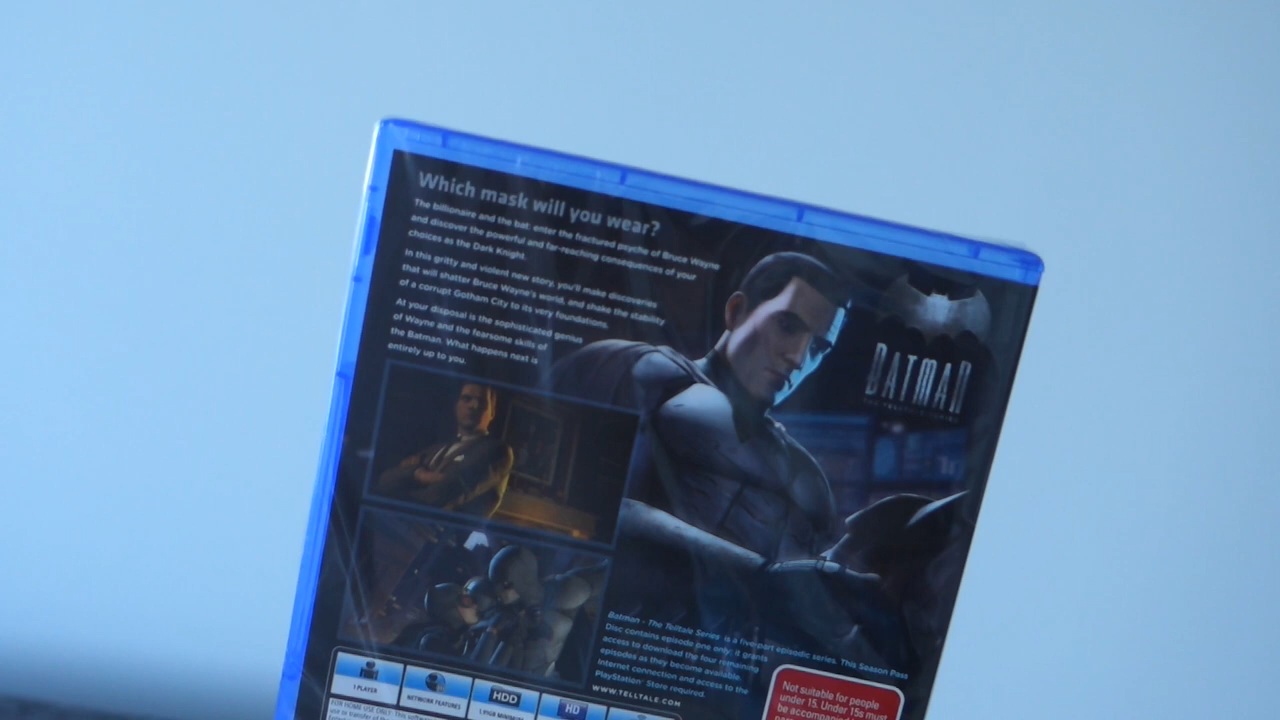 Which mask will you wear?
The billionaire and the bat: enter the fractured psyche of Bruce Wayne
and discover the powerful and far-reaching consequences of your
choices as the Dark Knight.
In this gritty and violent new story, you'll make discoveries
that will shatter Bruce Wayne's world, and shake the stability
of a corrupt Gotham City to its very foundations.
At your disposal is the sophisticated genius
of Wayne and the fearsome skills of
the Batman. What happens next is
entirely up to you.
BATMAN
Batman - The Telltale Series is a five-part episodic series. This Season Pass
Disc contains episode one only; it grants
access to download the four remaining
episodes as they become available.
Internet connection and access to the
PlayStation Store required.
WWW.TELLTALE.COM
Not suitable for people
under 15. Under 15s must
be accompanied
1 PLAYER
NETWORK FEATURES
HDD
HD
FOR HOME USE ONLY: This software